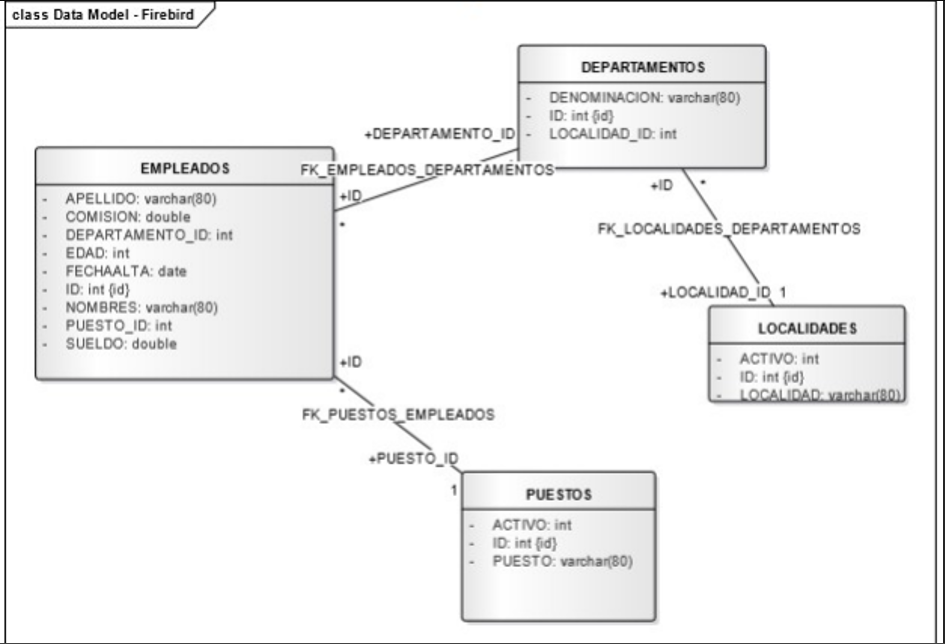 class Data Model - Firebird
DEPARTAMENTOS
- DENOMINACION: varchar(80)
- ID: int {id}
- LOCALIDAD_ID: int
+DEPARTAMENTO_ID
FK_EMPLEADOS_DEPARTAMENTOS
+ID
*
EMPLEADOS
- APELLIDO: varchar(80)
- COMISION: double
- DEPARTAMENTO_ID: int
- EDAD: int
- FECHAALTA: date
- ID: int {id}
- NOMBRES: varchar(80)
- PUESTO_ID: int
- SUELDO: double
+ID *
FK_LOCALIDADES_DEPARTAMENTOS
+LOCALIDAD_ID 1
LOCALIDADES
- ACTIVO: int
- ID: int {id}
- LOCALIDAD: varchar(80)
+ID
*
FK_PUESTOS_EMPLEADOS
+PUESTO_ID
1
PUESTOS
- ACTIVO: int
- ID: int {id}
- PUESTO: varchar(80)